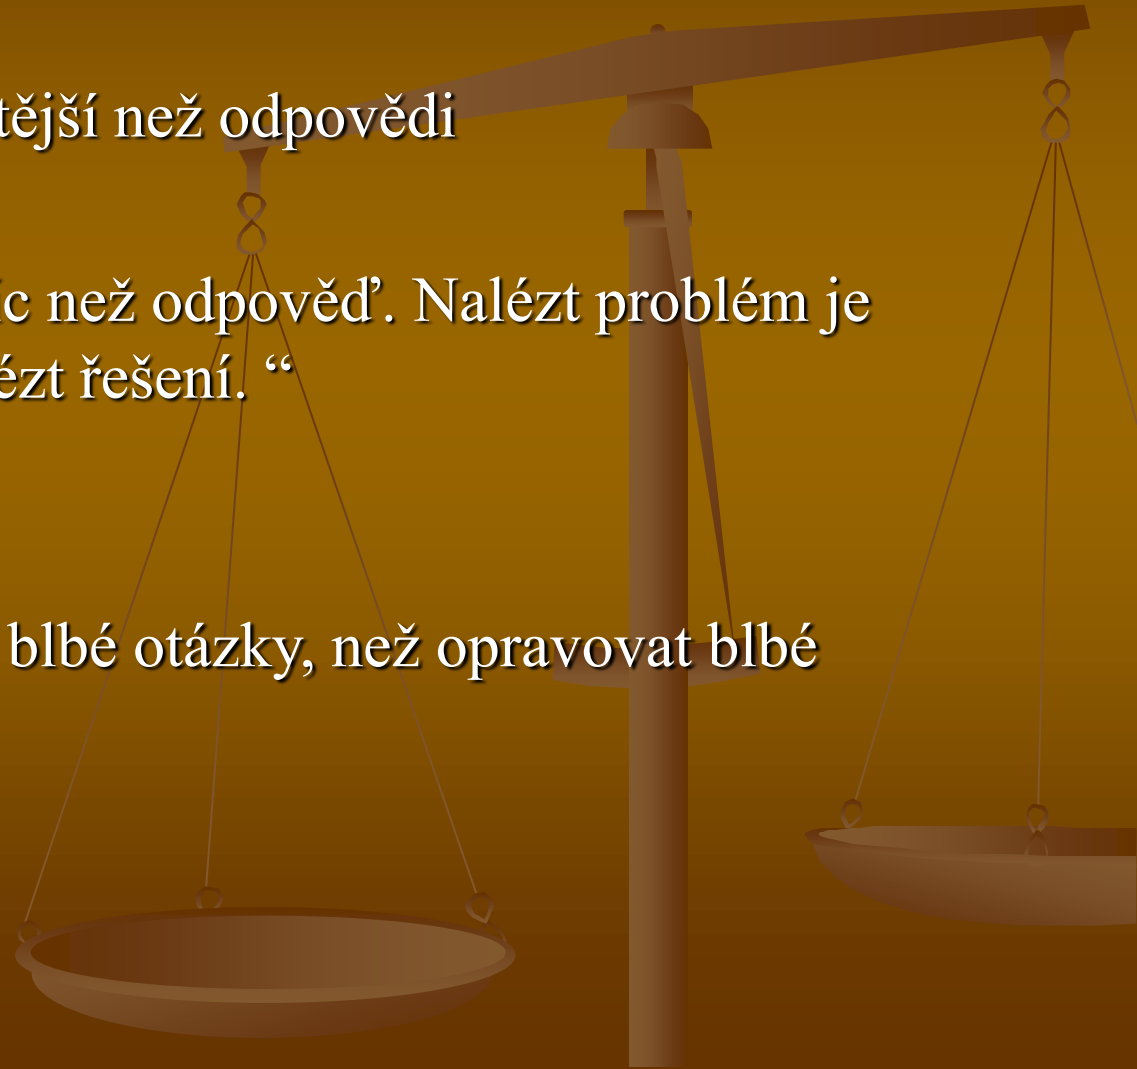 tější než odpovědi
íc než odpověď. Nalézt problém je
ézt řešení. “
blbé otázky, než opravovat blbé